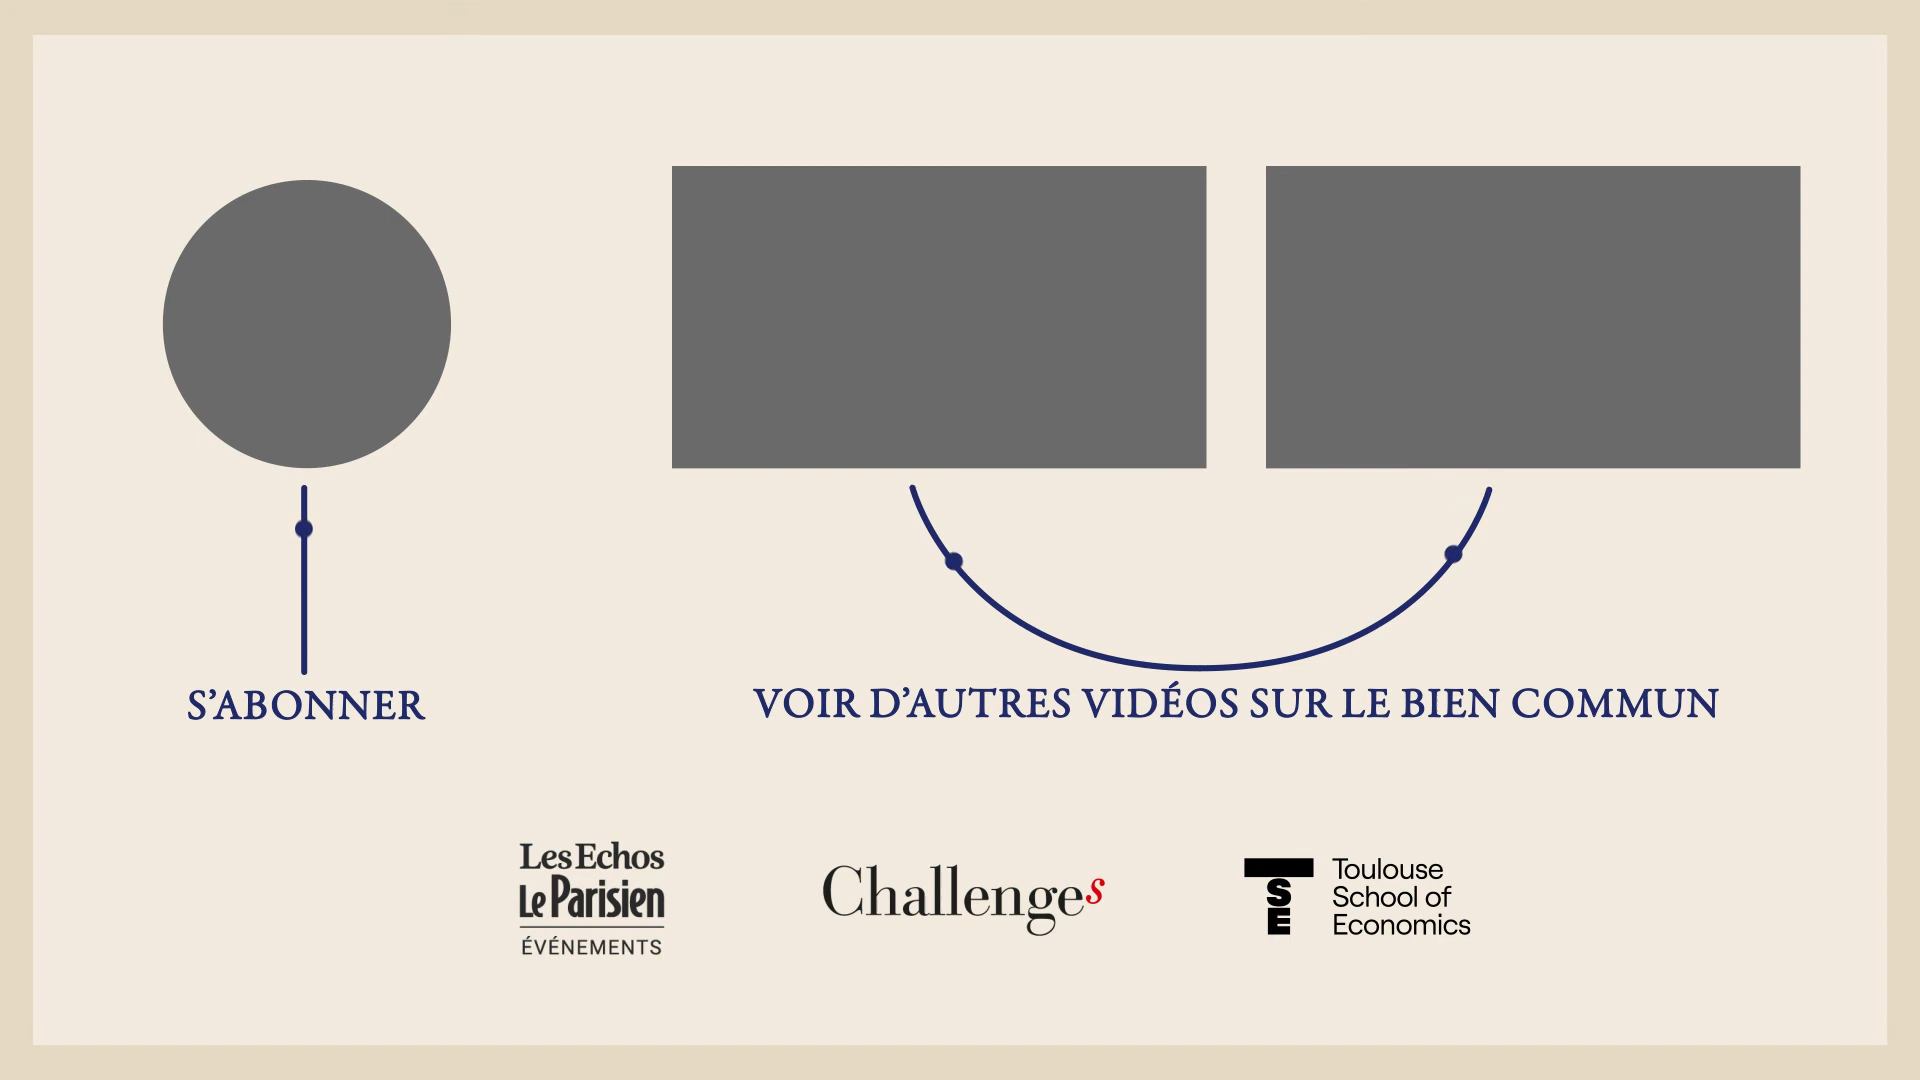 S’ABONNER
VOIR D’AUTRES VIDÉOS SUR LE BIEN COMMUN
Les Echos
Le Parisien
ÉVÉNEMENTS
Challenges
TSE
Toulouse
School of
Economics